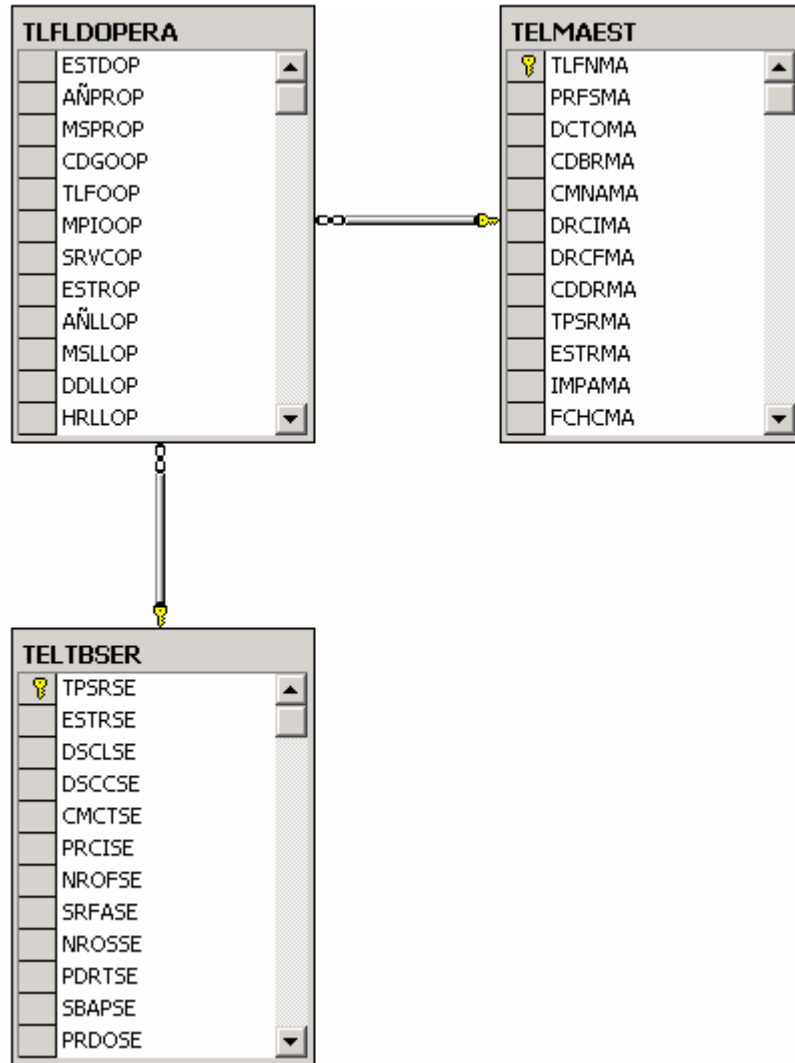 TLFLDOPERA
ESTDOP
AÑPROP
MSPROP
CDGOOP
TLFOOP
MPIOOP
SRVCOP
ESTROP
AÑLLOP
MSLLOP
DDLLOP
HRLLOP
TELMAEST
TLFNMA
PRFSMA
DCTOMA
CDBRMA
CMNAMA
DRCIMA
DRCFMA
CDDRMA
TPSRMA
ESTRMA
IMPAMA
FCHCMA
TELTBSER
TPSRSE
ESTRSE
DSCLSE
DSCCSE
CMCTSE
PRCISE
NROFSE
SRFASE
NROSSE
PDRTSE
SBAPSE
PRDOSE